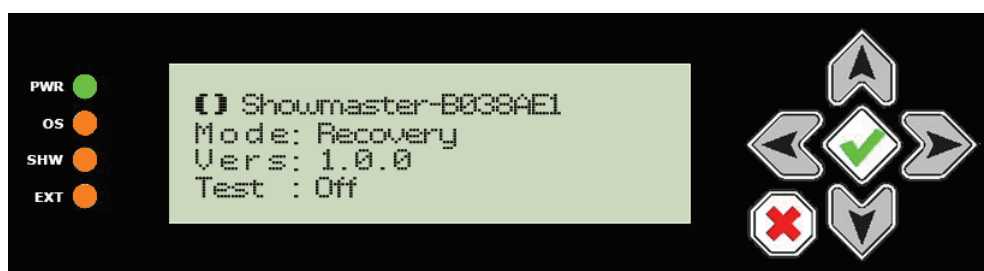 PWR
OS
SHW
EXT
() Showmaster-B038AE1
Mode: Recovery
Vers: 1.0.0
Test : Off